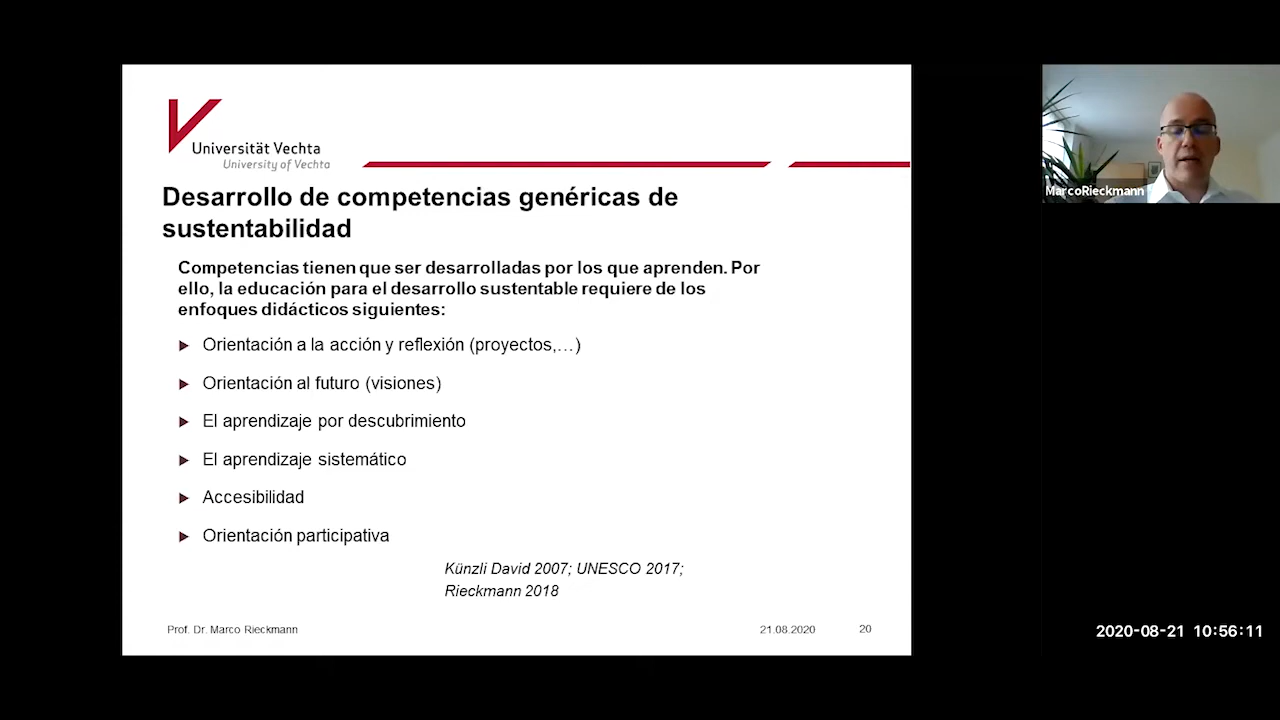 Universität Vechta
University of Vechta
Desarrollo de competencias genéricas de
sustentabilidad
Competencias tienen que ser desarrolladas por los que aprenden. Por
ello, la educación para el desarrollo sustentable requiere de los
enfoques didácticos siguientes:
Orientación a la acción y reflexión (proyectos,…)
Orientación al futuro (visiones)
El aprendizaje por descubrimiento
El aprendizaje sistemático
Accesibilidad
Orientación participativa
Künzli David 2007; UNESCO 2017;
Rieckmann 2018
Prof. Dr. Marco Rieckmann
21.08.2020
20
MarcoRieckmann
2020-08-21 10:56:11